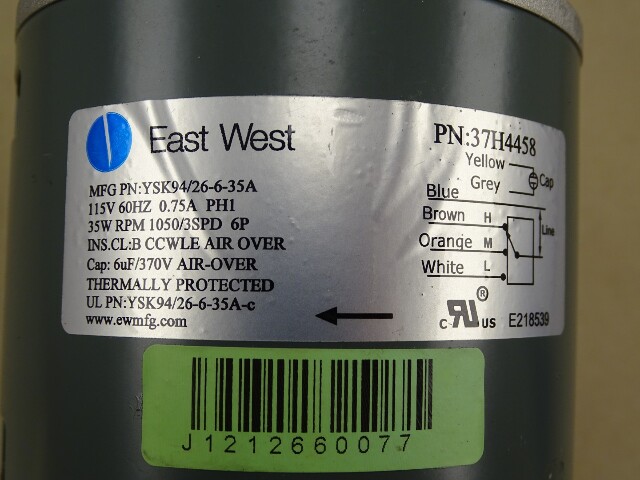 East West
MFG PN:YSK94/26-6-35A
115V 60HZ 0.75A PH1
35W RPM 1050/3SPD 6P
INS.CL:B CCWLE AIR OVER
Cap: 6uF/370V AIR-OVER
THERMALLY PROTECTED
UL PN:YSK94/26-6-35A-c
www.ewmfg.com
PN:37H4458
Yellow
Grey
Cap
Blue
Brown H
Orange M
White L
Line
®
C RU US E218539
J1212660077